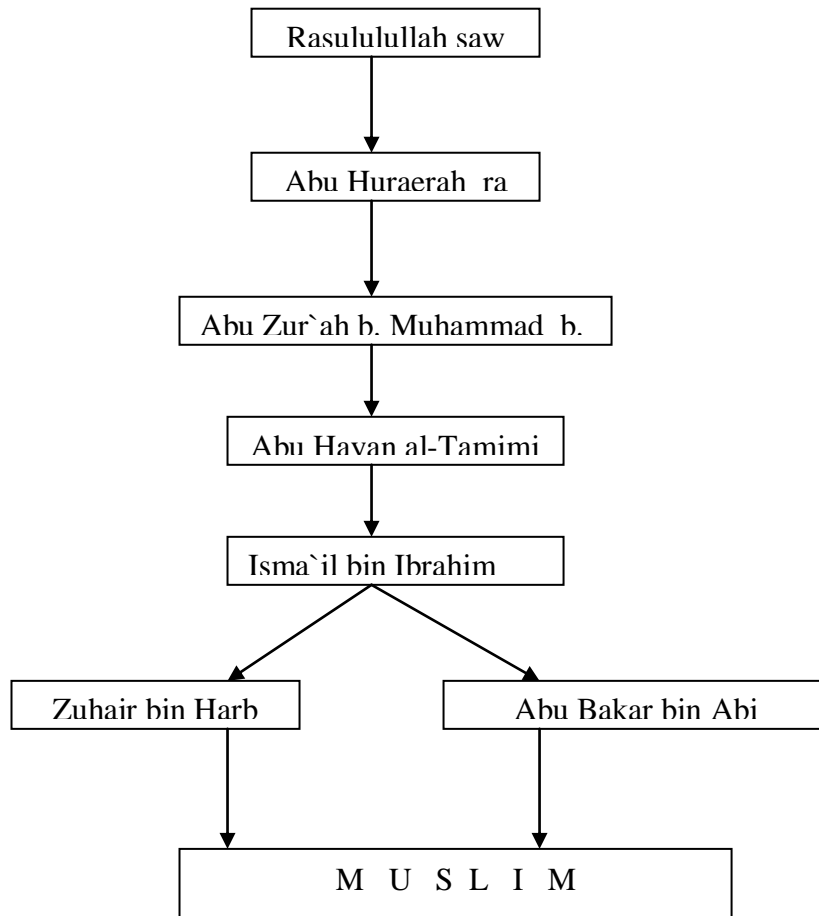 Rasululullah saw
Abu Huraerah ra
Abu Zur`ah b. Muhammad b.
Abu Hayan al-Tamimi
Isma`il bin Ibrahim
Zuhair bin Harb
Abu Bakar bin Abi
M U S L I M